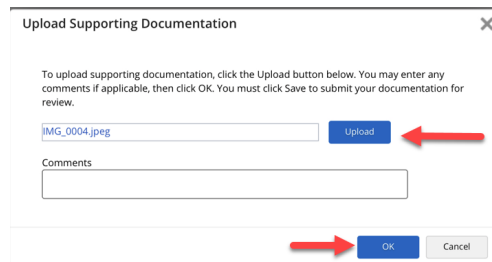 Upload Supporting Documentation
To upload supporting documentation, click the Upload button below. You may enter any
comments if applicable, then click OK. You must click Save to submit your documentation for
review.
IMG_0004.jpeg Upload
Comments
OK Cancel